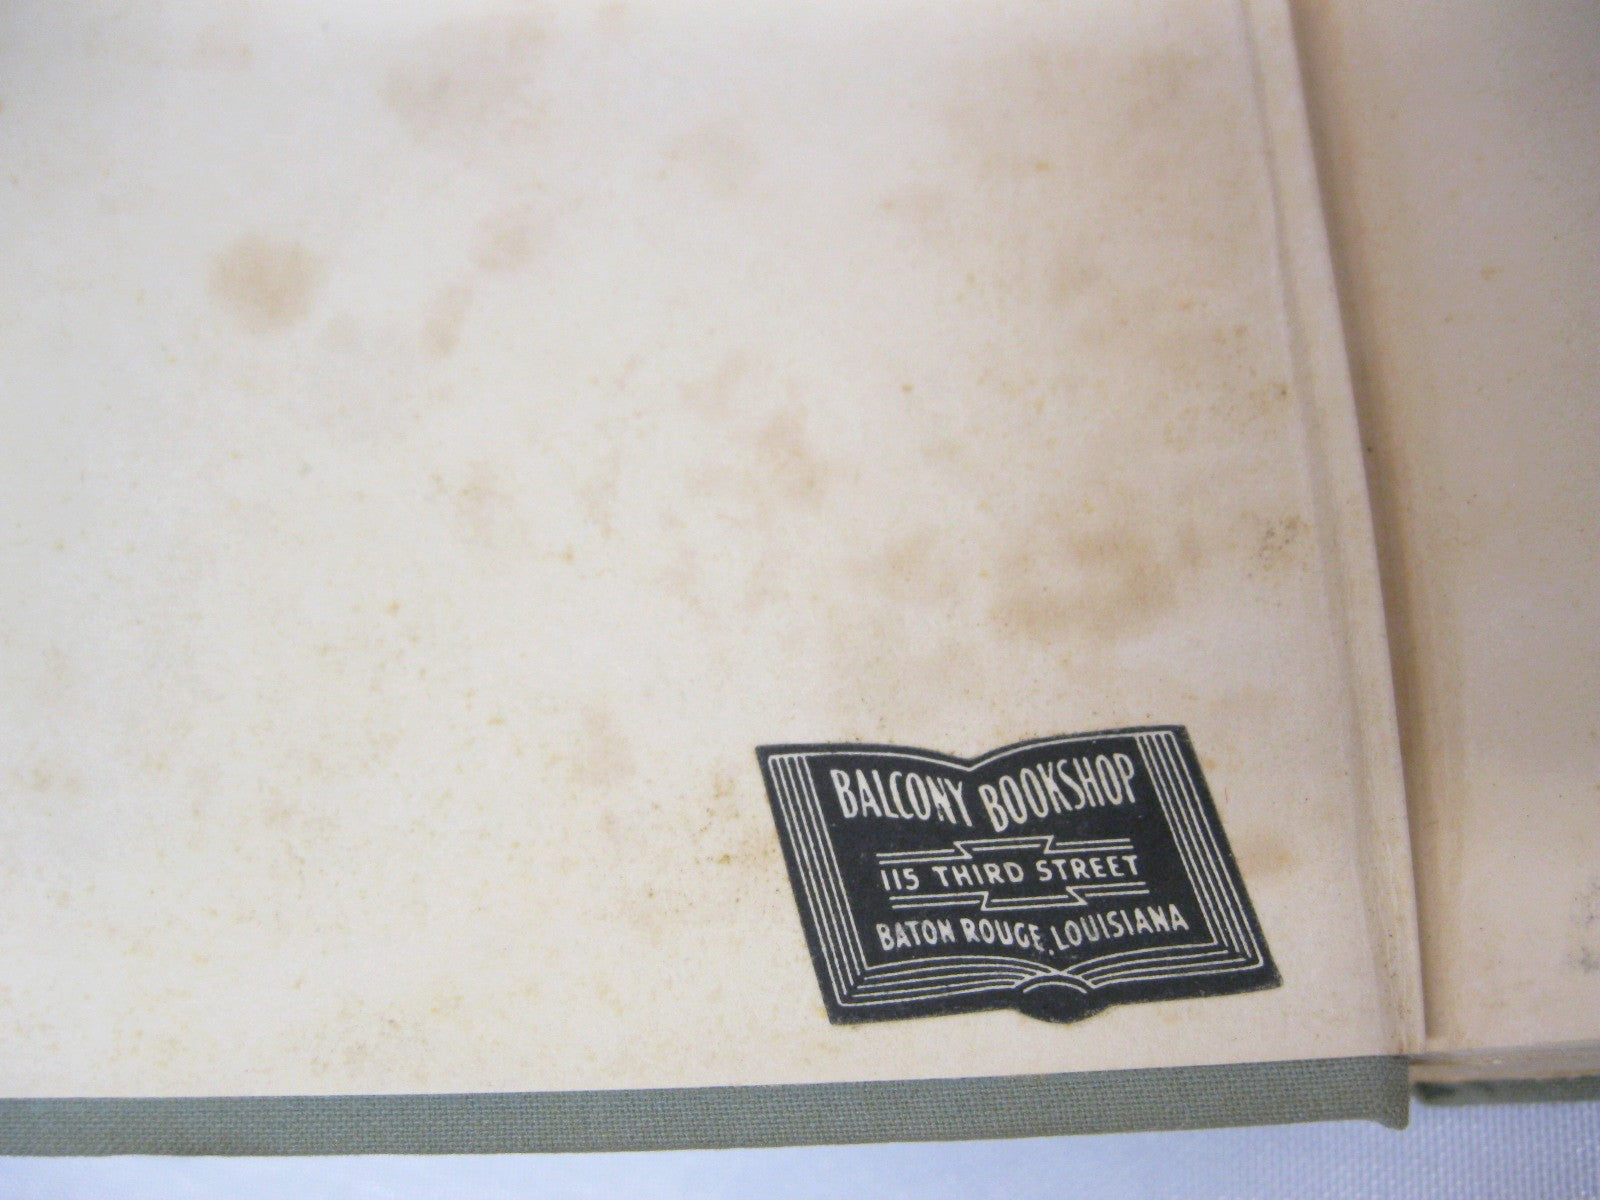 BALCONY BOOKSHOP
115 THIRD STREET
BATON ROUGE, LOUISIANA